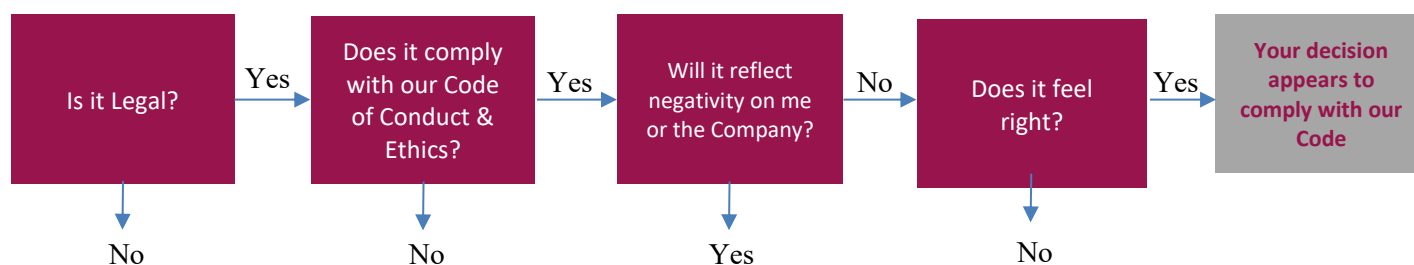 Is it Legal?
Yes
Does it comply
with our Code
of Conduct &
Ethics?
Yes
Will it reflect
negativity on me
or the Company?
No
Does it feel
right?
Yes
Your decision
appears to
comply with our
Code
No
No
Yes
No